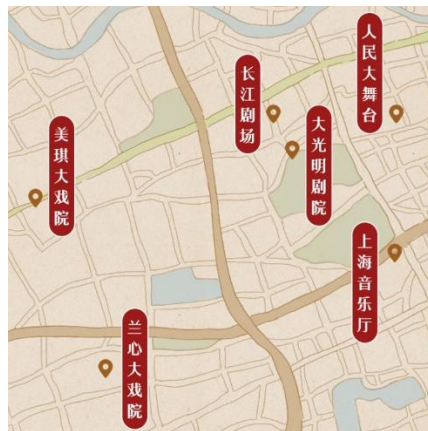 人民大舞台
长江剧场
大光明剧院
美琪大戏院
上海音乐厅
兰心大戏院